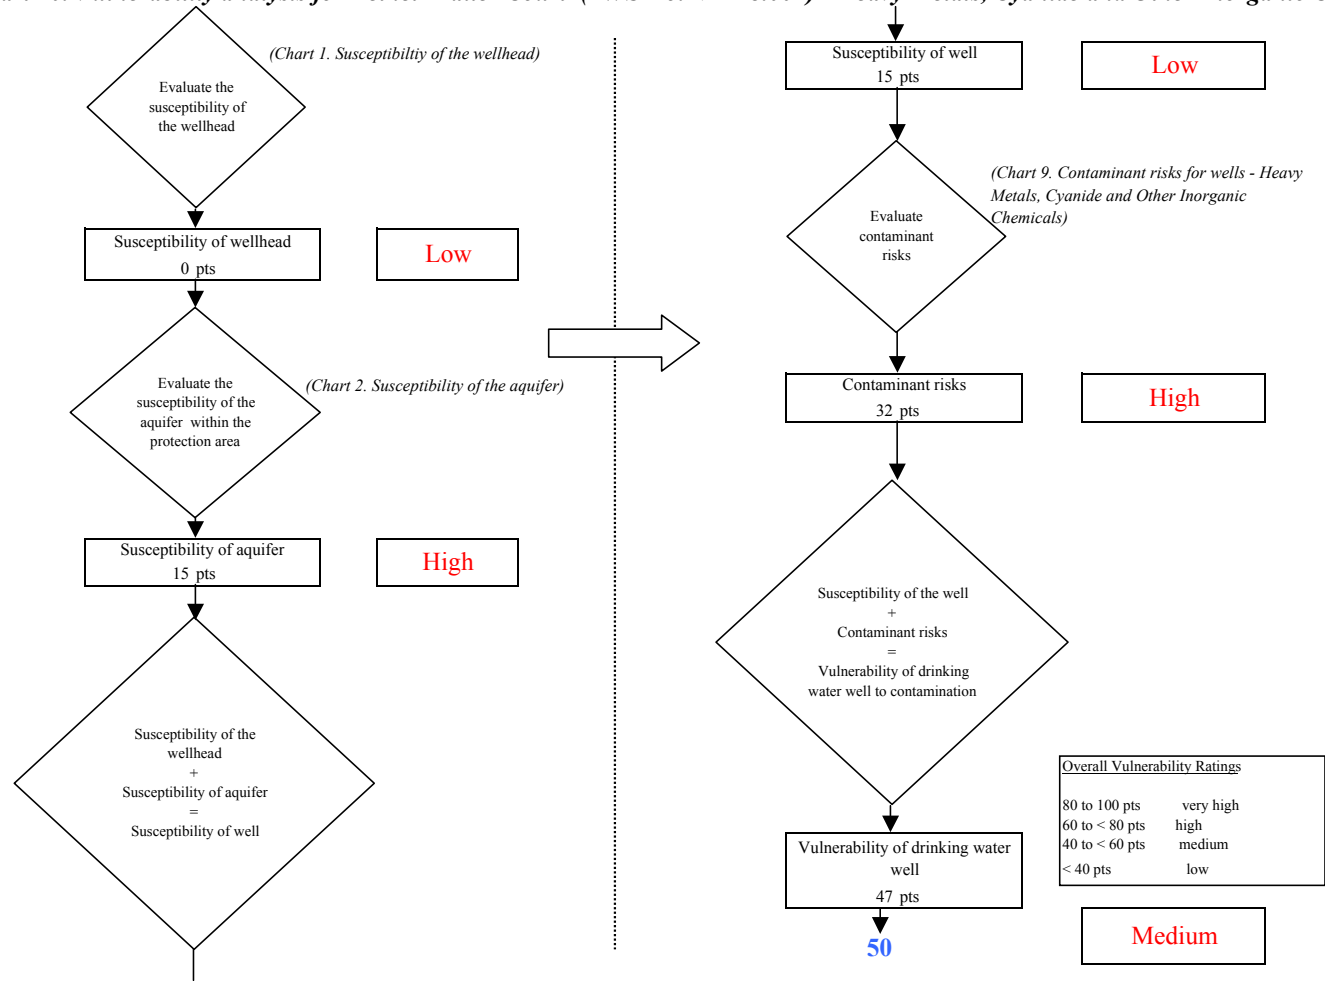 (Chart 1. Susceptibiltiy of the wellhead)
Evaluate the
susceptibility of
the wellhead
Susceptibility of wellhead
0 pts
Low
Evaluate the
susceptibility of the
aquifer within the
protection area
(Chart 2. Susceptibility of the aquifer)
Susceptibility of aquifer
15 pts
High
Susceptibility of the
wellhead
+
Susceptibility of aquifer
=
Susceptibility of well
Susceptibility of well
15 pts
Low
Evaluate
contaminant
risks
(Chart 9. Contaminant risks for wells - Heavy
Metals, Cyanide and Other Inorganic
Chemicals)
Contaminant risks
32 pts
High
Susceptibility of the well
+
Contaminant risks
=
Vulnerability of drinking
water well to contamination
Overall Vulnerability Ratings
80 to 100 pts very high
60 to < 80 pts high
40 to < 60 pts medium
< 40 pts low
Vulnerability of drinking water
well
47 pts
50
Medium